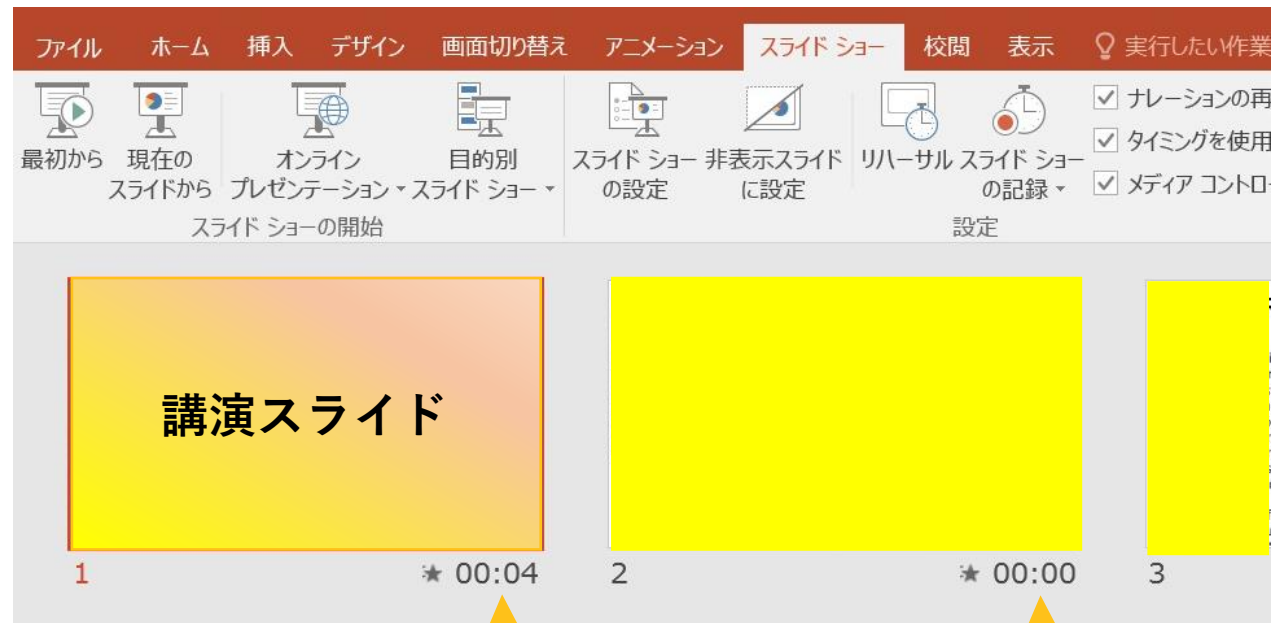 ファイル ホーム 挿入 デザイン 画面切り替え アニメーション スライド ショー 校閲 表示 実行したい作業
最初から
現在の
スライドから
オンライン
プレゼンテーション
目的別
スライド ショー
スライド ショー
の設定
非表示スライド
に設定
リハーサル
スライド ショー
の記録
ナレーションの再
タイミングを使用
メディア コントロ
スライド ショーの開始
設定
講演スライド
1 00:04 2 00:00 3